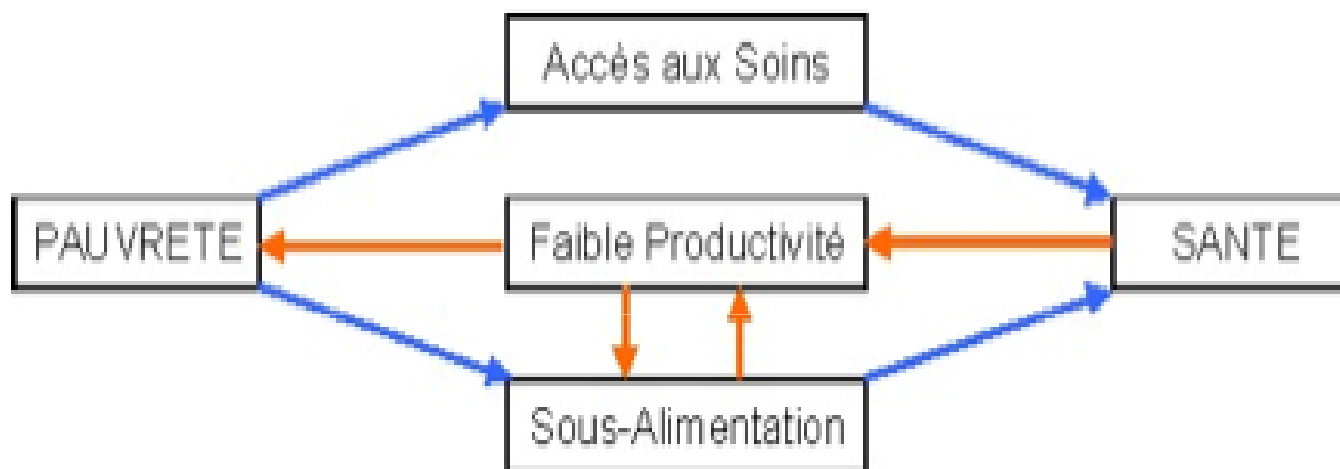 Accès aux Soins
PAUVRETE
Faible Productivité
SANTE
Sous-Alimentation